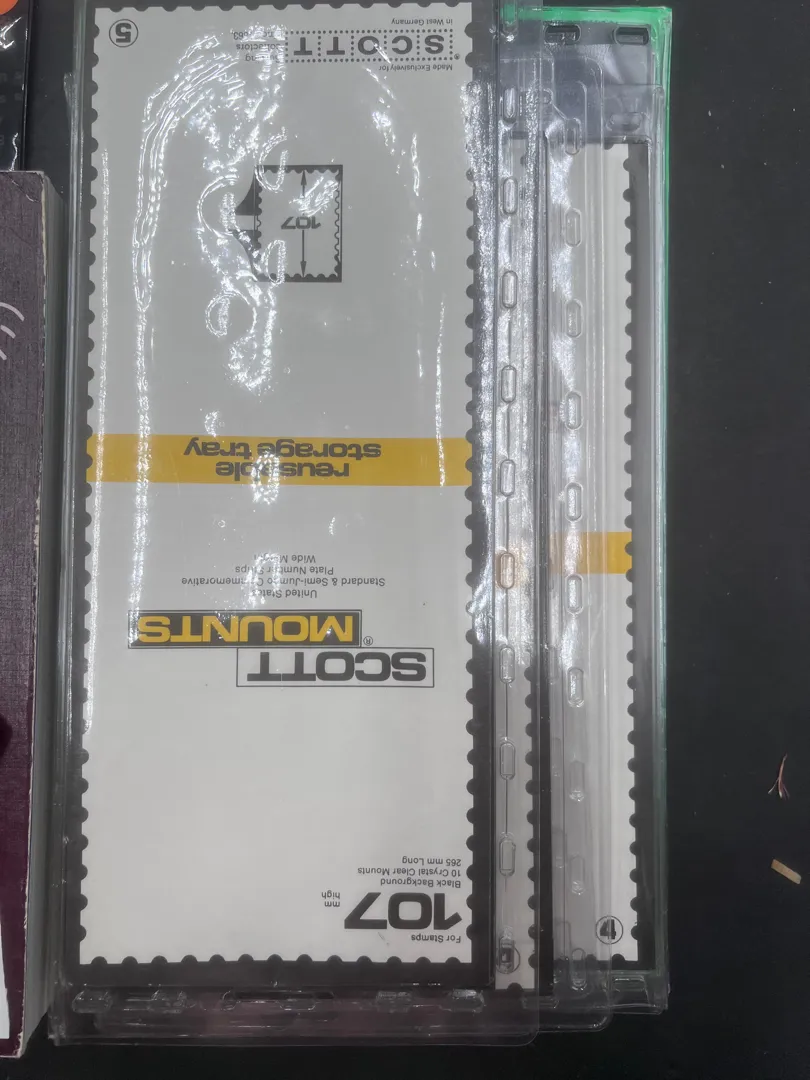 For Stamps
107 mm high
Black Background
10 Crystal Clear Mounts
265 mm Long
SCOTT
MOUNTS®
United States
Standard & Semi-Jumbo Commemorative
Plate Number Strips
Wide
reusable
storage tray
107
Made Exclusively for
SCOTT®
in West Germany
5
4